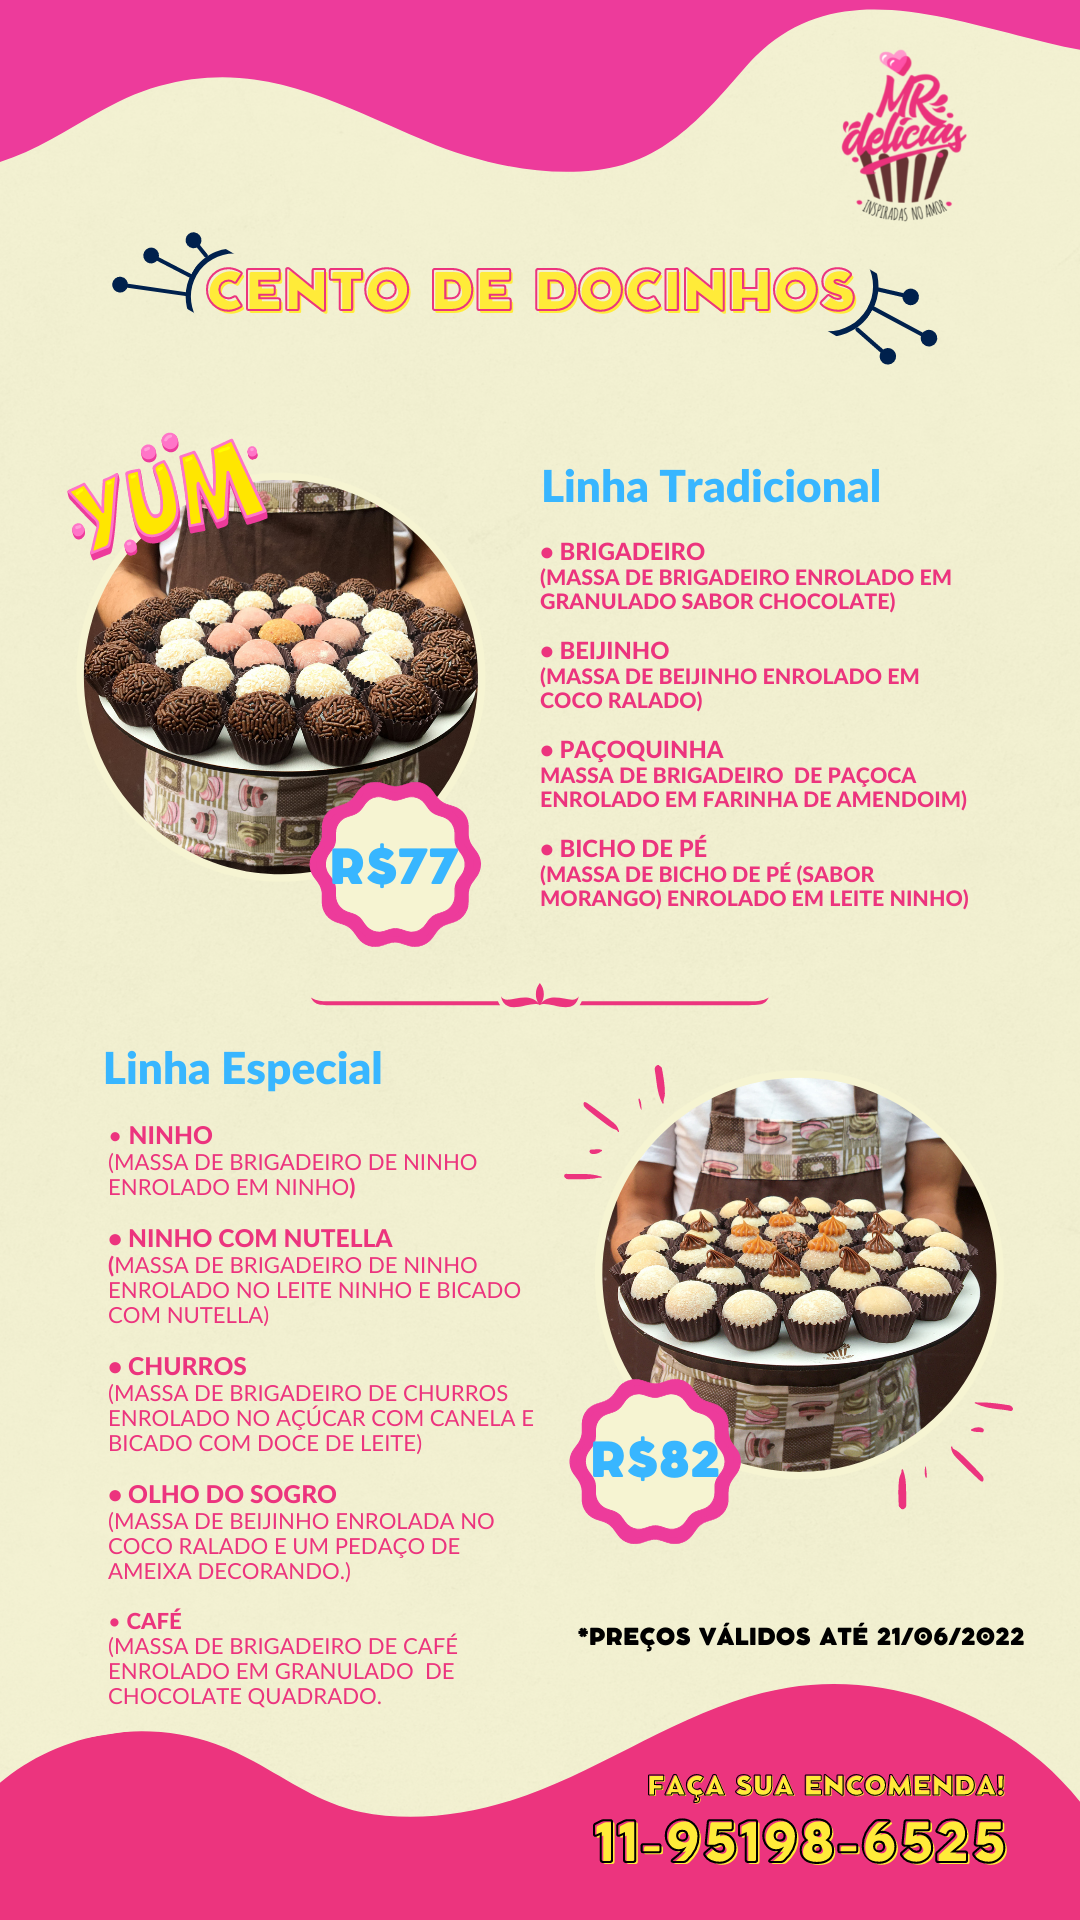 MR
delícias
INSPIRADAS NO AMOR
CENTO DE DOCINHOS
YUM
Linha Tradicional
• BRIGADEIRO
(MASSA DE BRIGADEIRO ENROLADO EM
GRANULADO SABOR CHOCOLATE)
• BEIJINHO
(MASSA DE BEIJINHO ENROLADO EM
COCO RALADO)
• PAÇOQUINHA
MASSA DE BRIGADEIRO DE PAÇOCA
ENROLADO EM FARINHA DE AMENDOIM)
• BICHO DE PÉ
(MASSA DE BICHO DE PÉ (SABOR
MORANGO) ENROLADO EM LEITE NINHO)
R$77
Linha Especial
• NINHO
(MASSA DE BRIGADEIRO DE NINHO
ENROLADO EM NINHO)
• NINHO COM NUTELLA
(MASSA DE BRIGADEIRO DE NINHO
ENROLADO NO LEITE NINHO E BICADO
COM NUTELLA)
• CHURROS
(MASSA DE BRIGADEIRO DE CHURROS
ENROLADO NO AÇÚCAR COM CANELA E
BICADO COM DOCE DE LEITE)
• OLHO DO SOGRO
(MASSA DE BEIJINHO ENROLADA NO
COCO RALADO E UM PEDAÇO DE
AMEIXA DECORANDO.)
• CAFÉ
(MASSA DE BRIGADEIRO DE CAFÉ
ENROLADO EM GRANULADO DE
CHOCOLATE QUADRADO.
R$82
*PREÇOS VÁLIDOS ATÉ 21/06/2022
FAÇA SUA ENCOMENDA!
11-95198-6525